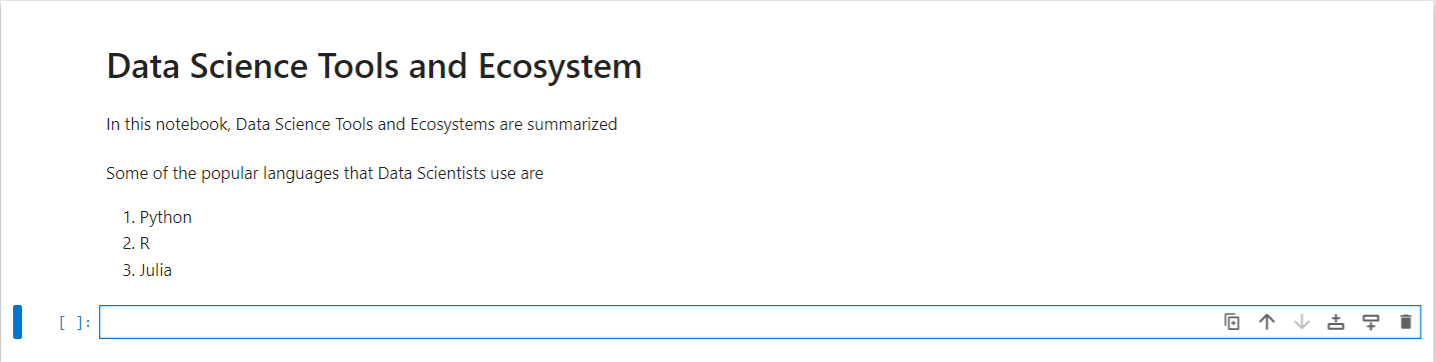 Data Science Tools and Ecosystem
In this notebook, Data Science Tools and Ecosystems are summarized
Some of the popular languages that Data Scientists use are
1. Python
2. R
3. Julia
[ ]: